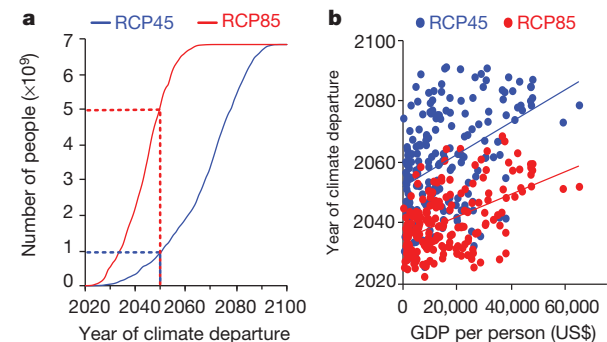 a
RCP45 RCP85
7
6
5
4
3
2
1
0
Number of people (×10⁹)
2020 2040 2060 2080 2100
Year of climate departure
b
RCP45 RCP85
2100
2080
2060
2040
2020
Year of climate departure
0 20,000 40,000 60,000
GDP per person (US$)